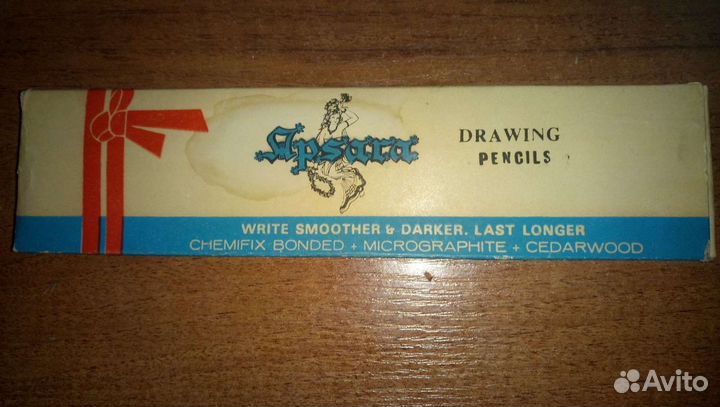 Apsara
DRAWING
PENCILS
WRITE SMOOTHER & DARKER. LAST LONGER
CHEMIFIX BONDED + MICROGRAPHITE + CEDARWOOD
Avito